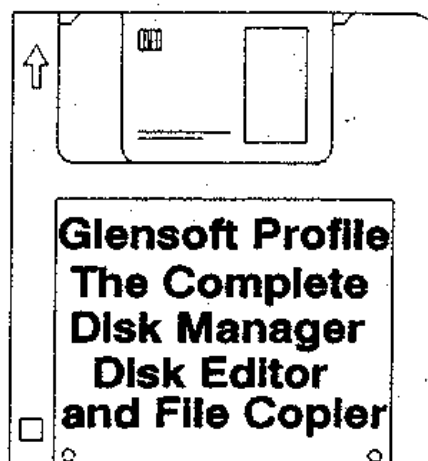 Glensoft Profile
The Complete
Disk Manager
Disk Editor
and File Copier